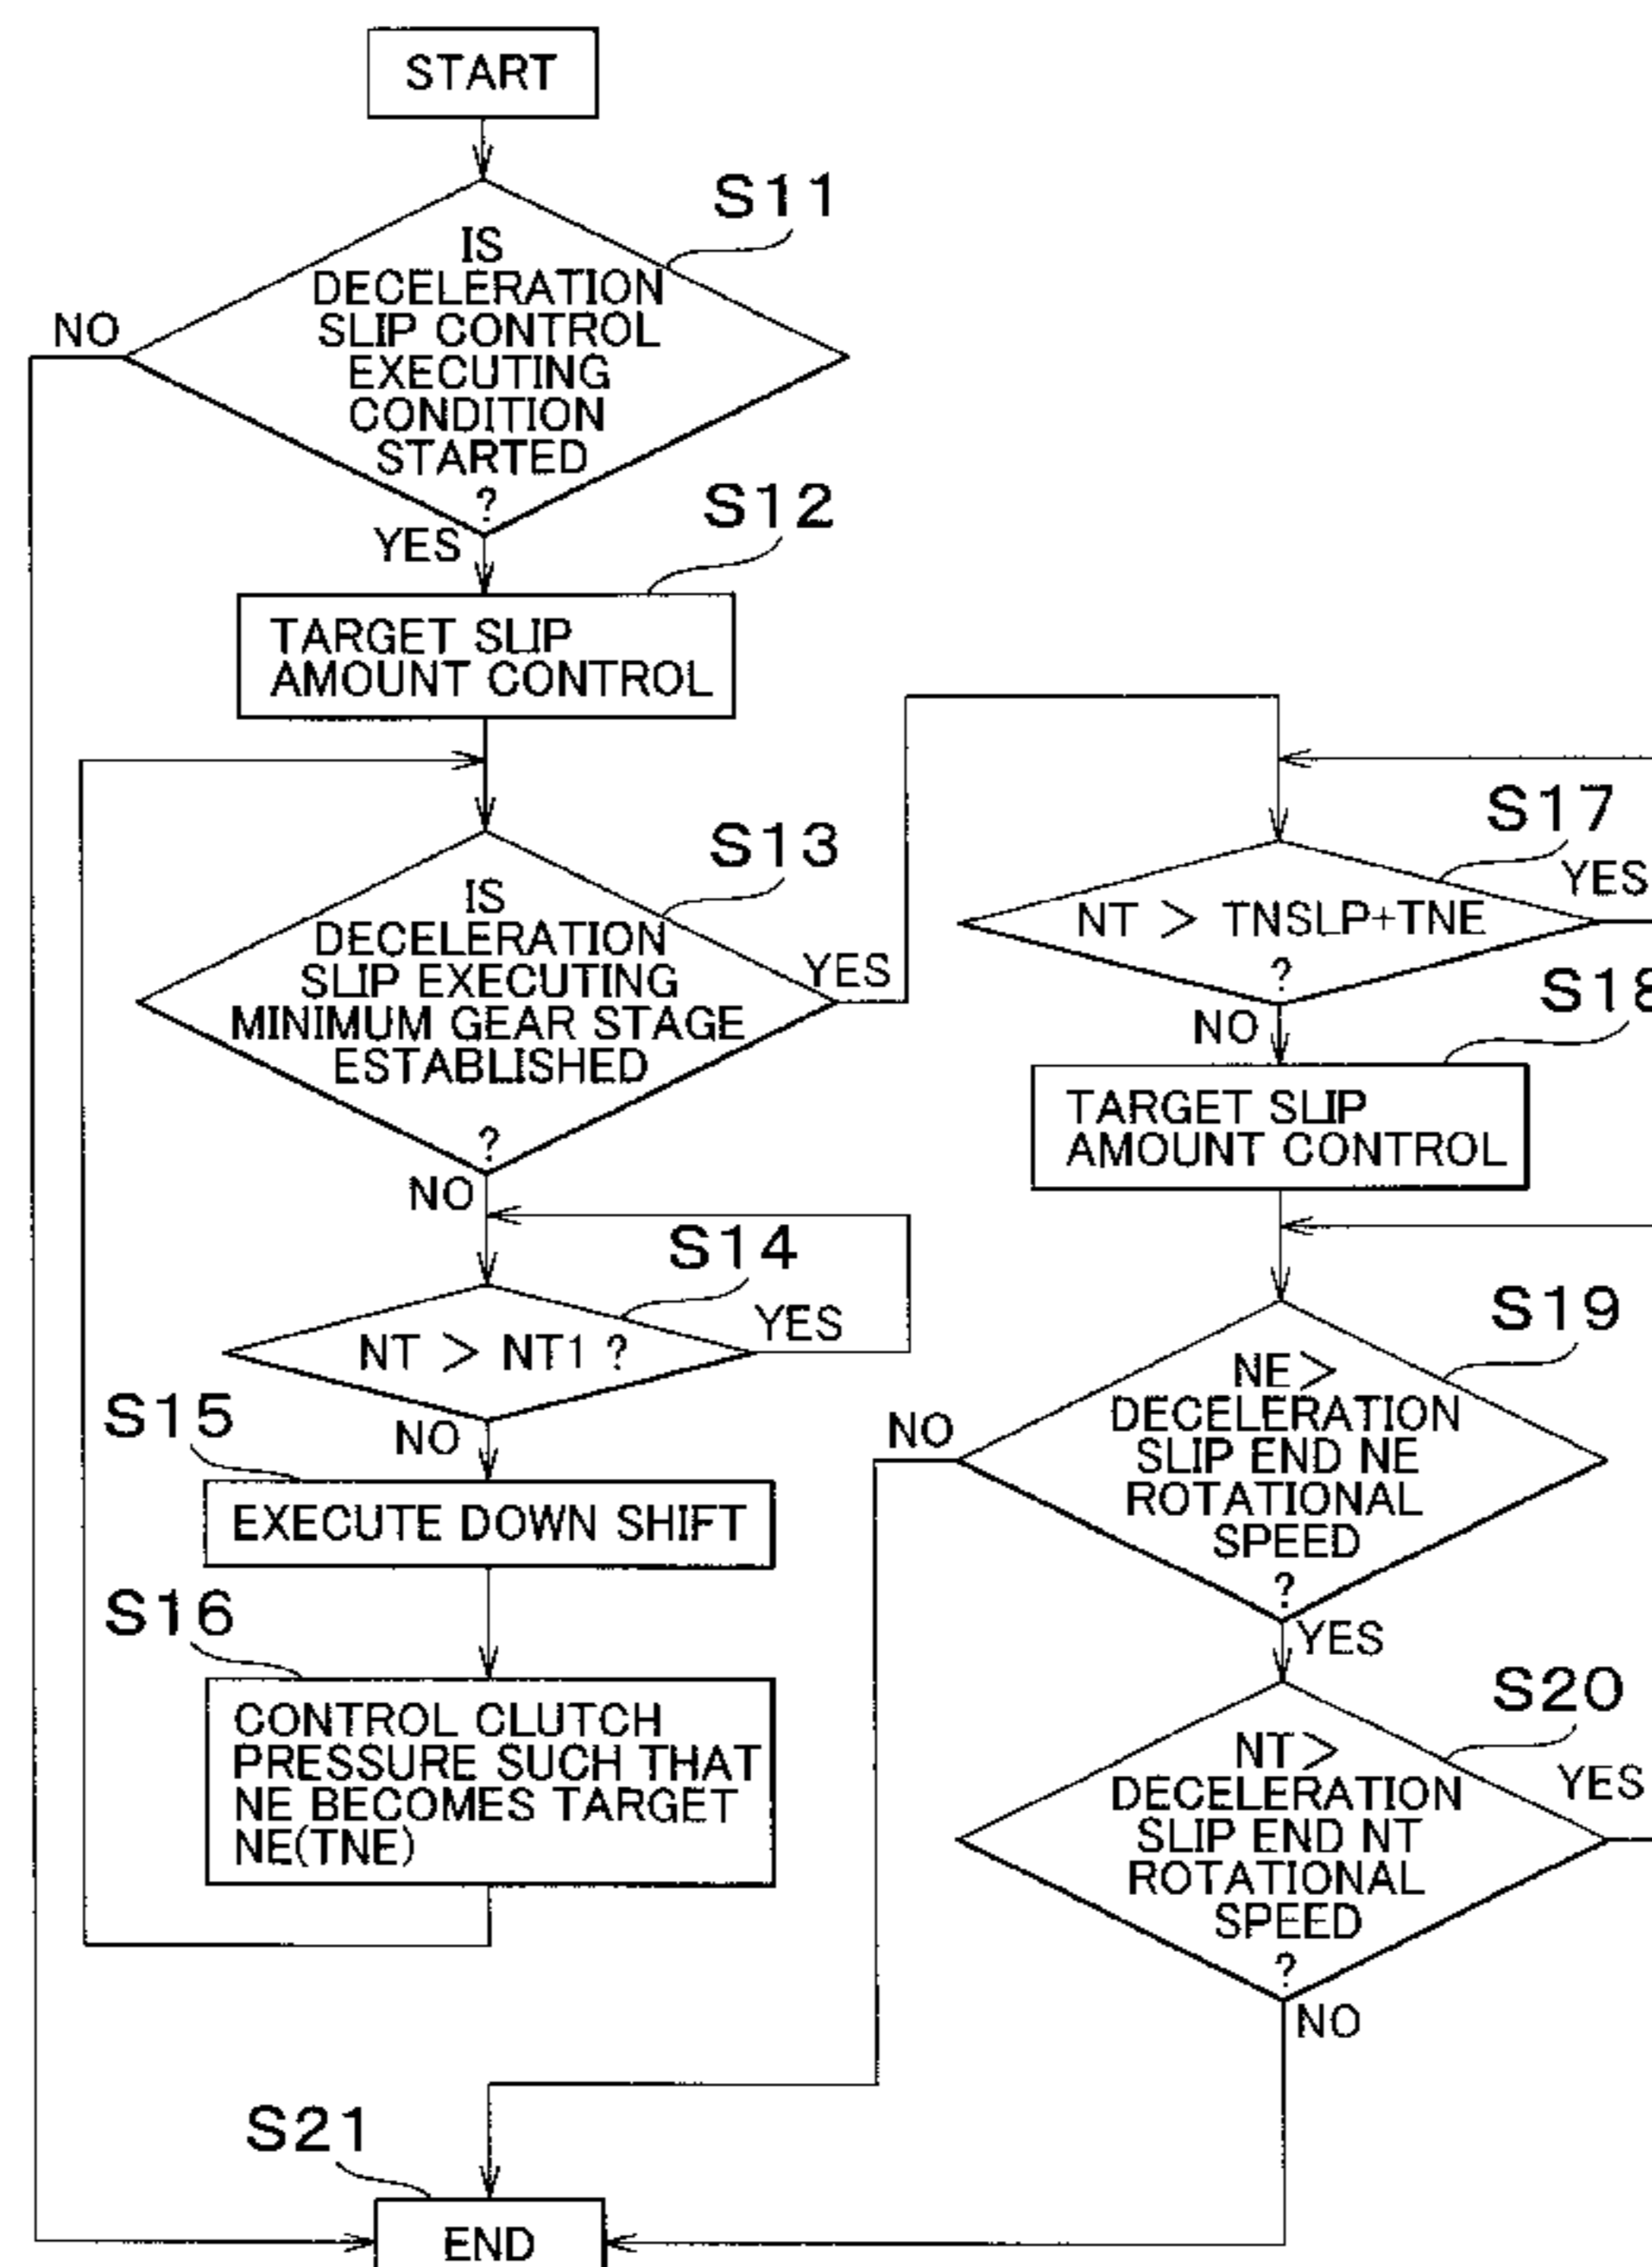 START
S11
IS
DECELERATION
SLIP CONTROL
EXECUTING
CONDITION
STARTED
?
NO
YES
S12
TARGET SLIP
AMOUNT CONTROL
S13
IS
DECELERATION
SLIP EXECUTING
MINIMUM GEAR STAGE
ESTABLISHED
?
YES
NO
S14
NT > NT1 ?
YES
NO
S15
EXECUTE DOWN SHIFT
S16
CONTROL CLUTCH
PRESSURE SUCH THAT
NE BECOMES TARGET
NE(TNE)
S17
NT > TNSLP+TNE
?
YES
NO
S18
TARGET SLIP
AMOUNT CONTROL
S19
NE>
DECELERATION
SLIP END NE
ROTATIONAL
SPEED
?
NO
YES
S20
NT>
DECELERATION
SLIP END NT
ROTATIONAL
SPEED
?
YES
NO
S21
END